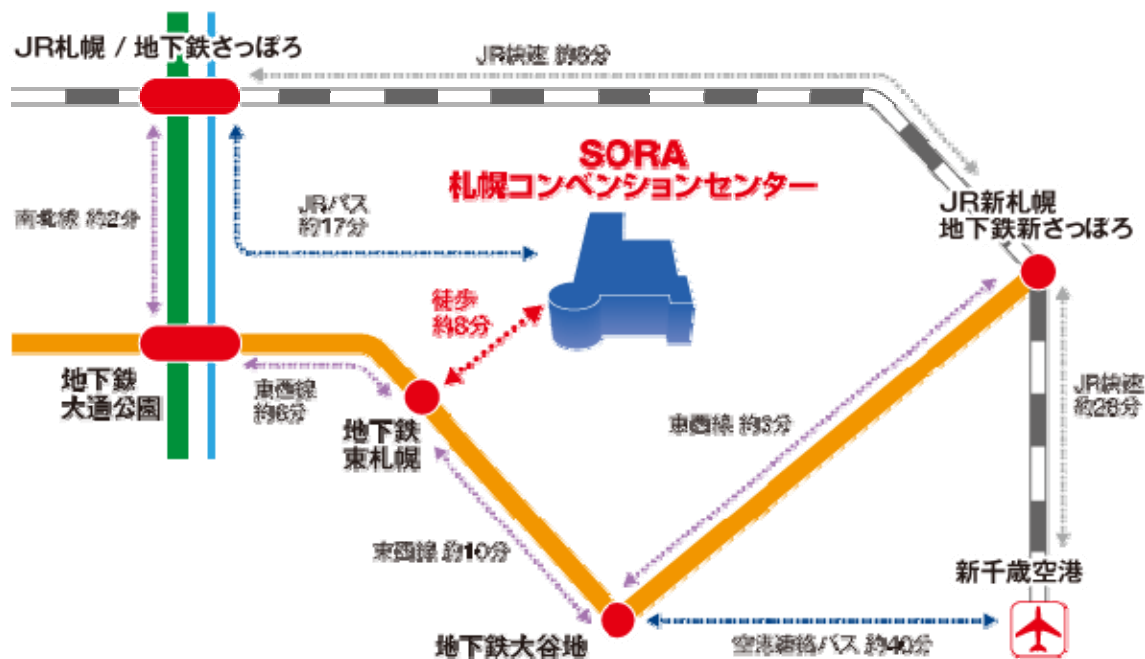 JR札幌 / 地下鉄さっぽろ
JR快速 約8分
SORA
札幌コンベンションセンター
JR新札幌
地下鉄新さっぽろ
JRバス
約17分
南北線 約2分
徒歩
約8分
地下鉄
大通公園
東西線
約6分
地下鉄
東札幌
東西線
JR快速
約28分
東西線 約10分
新千歳空港
地下鉄大谷地
空港連絡バス 約40分